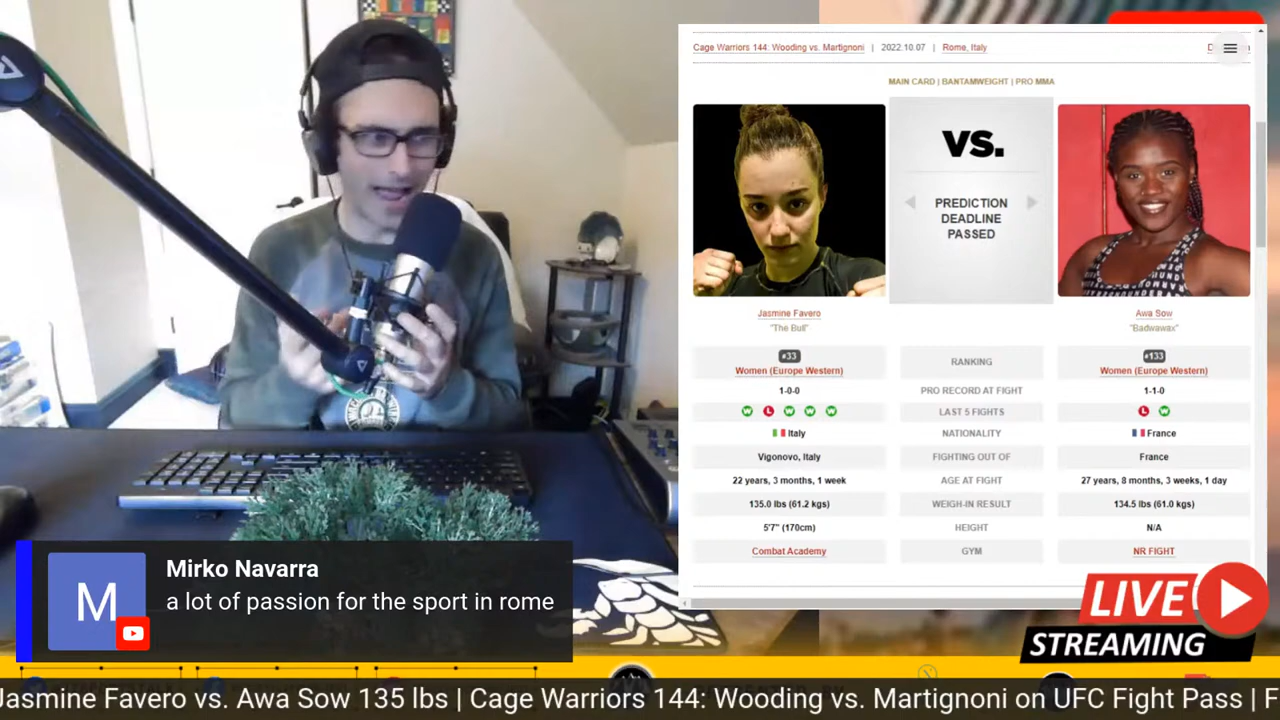 Cage Warriors 144: Wooding vs. Martignoni | 2022.10.07 | Rome, Italy
MAIN CARD | BANTAMWEIGHT | PRO MMA
VS.
PREDICTION
DEADLINE
PASSED
Jasmine Favero
"The Bull"
Awa Sow
"Badwawax"
#33
Women (Europe Western)
RANKING
#133
Women (Europe Western)
1-0-0 PRO RECORD AT FIGHT 1-1-0
W L W W W LAST 5 FIGHTS L W
Italy NATIONALITY France
Vigonovo, Italy FIGHTING OUT OF France
22 years, 3 months, 1 week AGE AT FIGHT 27 years, 8 months, 3 weeks, 1 day
135.0 lbs (61.2 kgs) WEIGH-IN RESULT 134.5 lbs (61.0 kgs)
5'7" (170cm) HEIGHT N/A
Combat Academy GYM NR FIGHT
M
Mirko Navarra
a lot of passion for the sport in rome
LIVE
STREAMING
Jasmine Favero vs. Awa Sow 135 lbs | Cage Warriors 144: Wooding vs. Martignoni on UFC Fight Pass | F